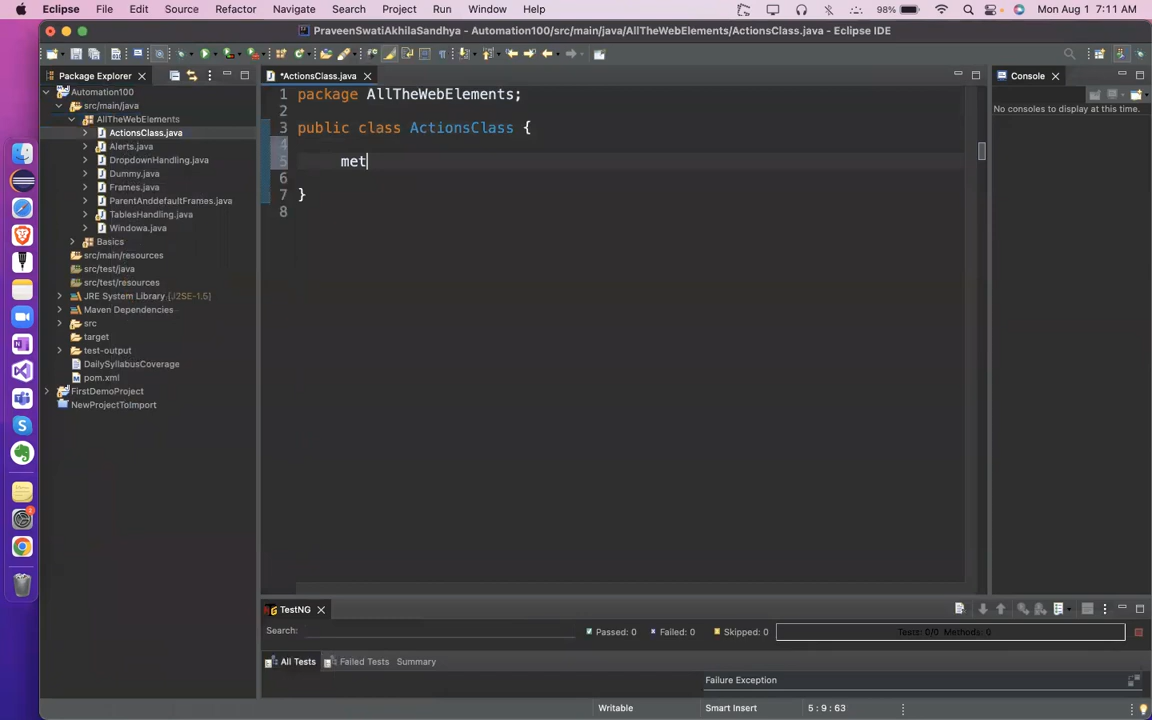 Eclipse File Edit Source Refactor Navigate Search Project Run Window Help 98% Mon Aug 1 7:11 AM
PraveenSwatiAkhilaSandhya - Automation100/src/main/java/AllTheWebElements/ActionsClass.java - Eclipse IDE
Package Explorer
*ActionsClass.java
Console
No consoles to display at this time.
Automation100
src/main/java
AllTheWebElements
ActionsClass.java
Alerts.java
DropdownHandling.java
Dummy.java
Frames.java
ParentAnddefaultFrames.java
TablesHandling.java
Windowa.java
Basics
src/main/resources
src/test/java
src/test/resources
JRE System Library [J2SE-1.5]
Maven Dependencies
src
target
test-output
DailySyllabusCoverage
pom.xml
FirstDemoProject
NewProjectToImport
1 package AllTheWebElements;
2
3 public class ActionsClass {
4
5 met
6
7 }
8
TestNG
Search: Passed: 0 Failed: 0 Skipped: 0 Tests: 0/0 Methods: 0
All Tests Failed Tests Summary
Failure Exception
Writable Smart Insert 5 : 9 : 63